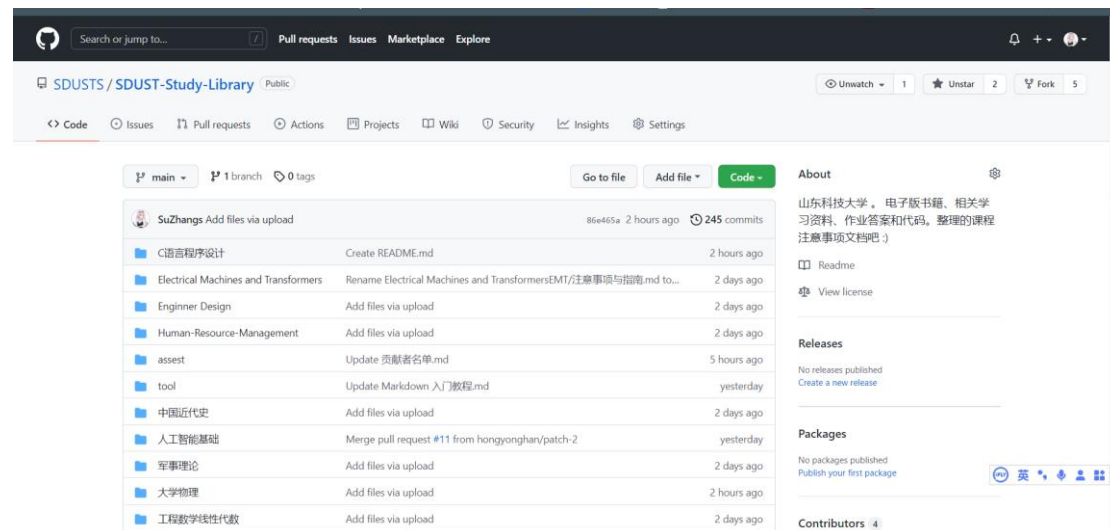 Search or jump to... / Pull requests Issues Marketplace Explore
SDUSTS / SDUST-Study-Library Public
Unwatch 1 Unstar 2 Fork 5
Code Issues Pull requests Actions Projects Wiki Security Insights Settings
main 1 branch 0 tags Go to file Add file Code
SuZhangs Add files via upload 86e465a 2 hours ago 245 commits
C语言程序设计 Create README.md 2 hours ago
Electrical Machines and Transformers Rename Electrical Machines and TransformersEMT/注意事项与指南.md to... 2 days ago
Enginner Design Add files via upload 2 days ago
Human-Resource-Management Add files via upload 2 days ago
assest Update 贡献者名单.md 5 hours ago
tool Update Markdown 入门教程.md yesterday
中国近代史 Add files via upload 2 days ago
人工智能基础 Merge pull request #11 from hongyonghan/patch-2 yesterday
军事理论 Add files via upload 2 days ago
大学物理 Add files via upload 2 hours ago
工程数学线性代数 Add files via upload 2 days ago
About
山东科技大学 。 电子版书籍、相关学
习资料、作业答案和代码。整理的课程
注意事项文档吧 :)
Readme
View license
Releases
No releases published
Create a new release
Packages
No packages published
Publish your first package
Contributors 4
iFLY 英